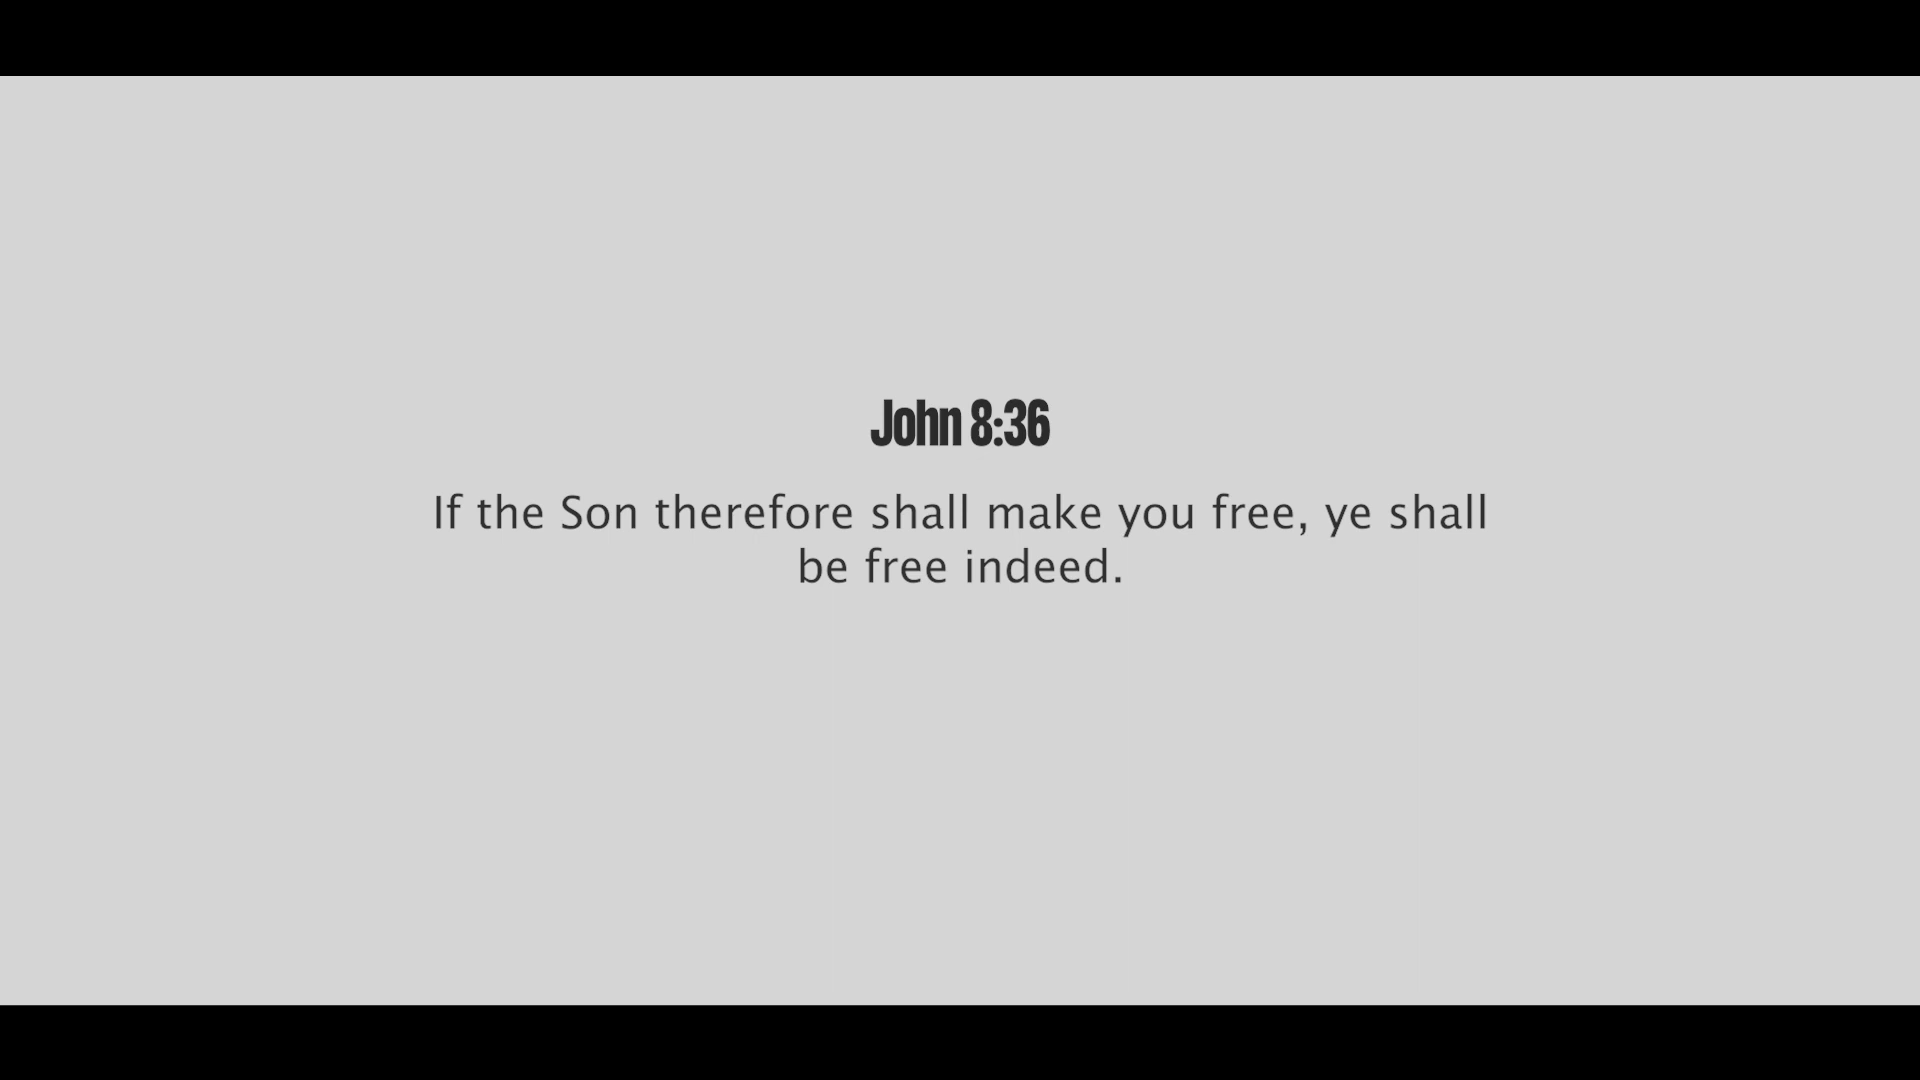 John 8:36
If the Son therefore shall make you free, ye shall
be free indeed.